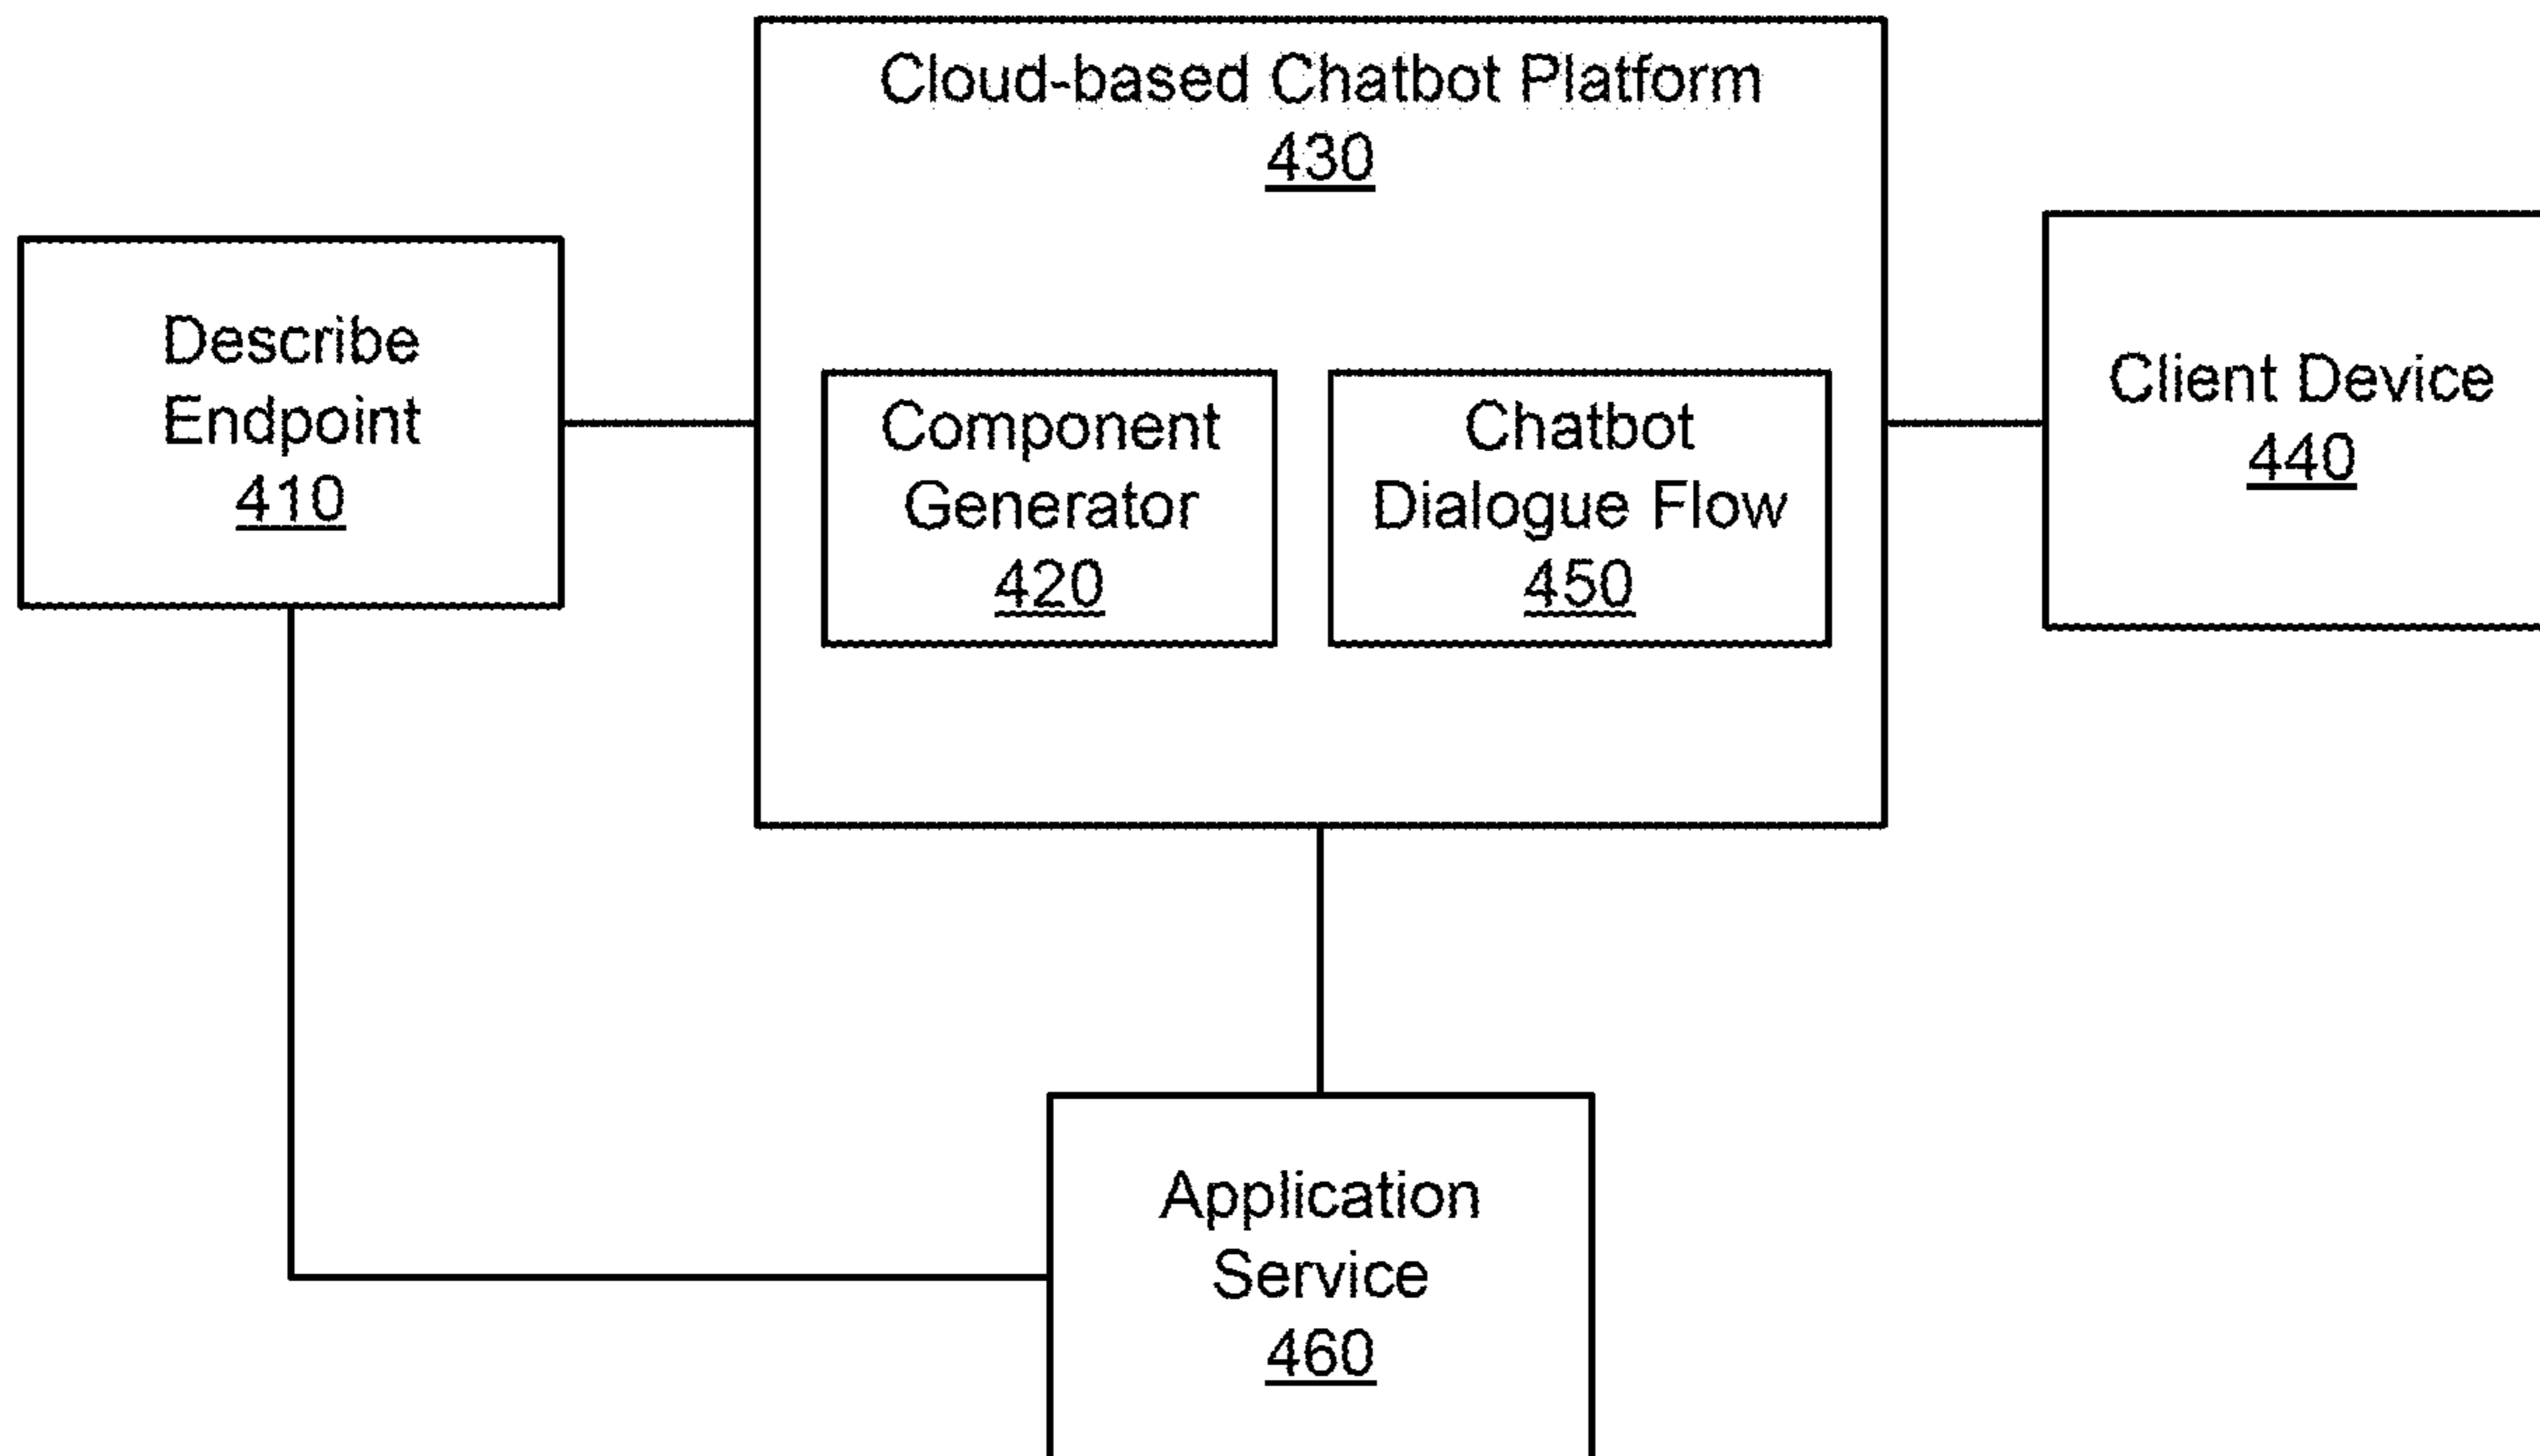 Cloud-based Chatbot Platform
430
Describe
Endpoint
410
Component
Generator
420
Chatbot
Dialogue Flow
450
Client Device
440
Application
Service
460